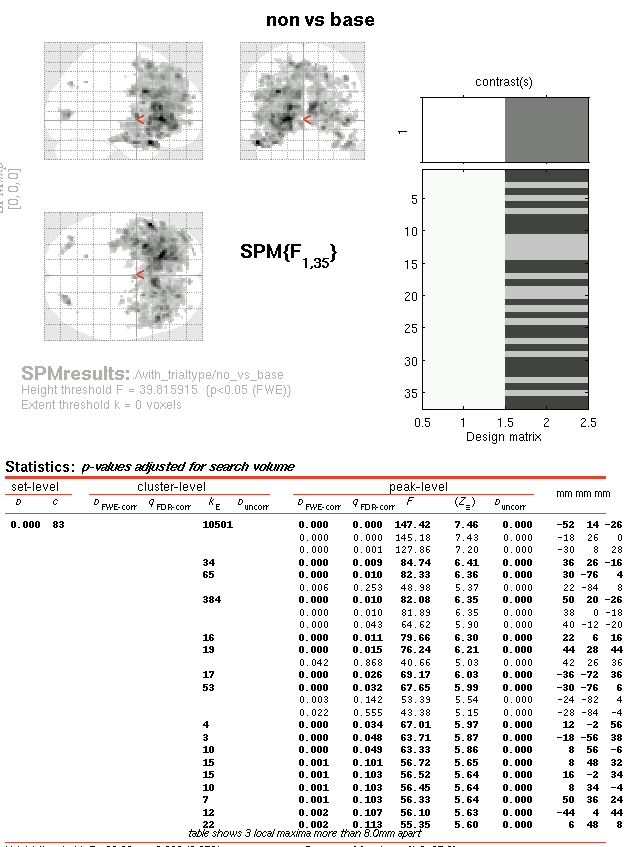 non vs base
contrast(s)
1
[0, 0, 0]
<
<
<
SPM{F1,35}
5
10
15
20
25
30
35
0.5 1 1.5 2 2.5
Design matrix
SPMresults: ./with_trialtype/no_vs_base
Height threshold F = 39.815915 {p<0.05 (FWE)}
Extent threshold k = 0 voxels
Statistics: p-values adjusted for search volume
set-level cluster-level peak-level mm mm mm
p c p FWE-corr q FDR-corr k E p uncorr p FWE-corr q FDR-corr F (Z≡) p uncorr
0.000 83 10501 0.000 0.000 147.42 7.46 0.000 -52 14 -26
0.000 0.000 145.18 7.43 0.000 -18 26 0
0.000 0.001 127.86 7.20 0.000 -30 8 28
34 0.000 0.009 84.74 6.41 0.000 36 26 -16
65 0.000 0.010 82.33 6.36 0.000 30 -76 4
0.006 0.253 48.98 5.37 0.000 22 -84 8
384 0.000 0.010 82.08 6.35 0.000 50 20 -26
0.000 0.010 81.89 6.35 0.000 38 0 -18
0.000 0.043 64.62 5.90 0.000 40 -12 -20
16 0.000 0.011 79.66 6.30 0.000 22 6 16
19 0.000 0.015 76.24 6.21 0.000 44 28 44
0.042 0.868 40.66 5.03 0.000 42 26 36
17 0.000 0.026 69.17 6.03 0.000 -36 -72 36
53 0.000 0.032 67.65 5.99 0.000 -30 -76 6
0.003 0.142 53.39 5.54 0.000 -24 -82 4
0.022 0.555 43.38 5.15 0.000 -28 -84 -4
4 0.000 0.034 67.01 5.97 0.000 12 -2 56
3 0.000 0.048 63.71 5.87 0.000 -18 -56 38
10 0.000 0.049 63.33 5.86 0.000 8 56 -6
15 0.001 0.101 56.72 5.65 0.000 8 48 32
15 0.001 0.103 56.52 5.64 0.000 16 -2 34
10 0.001 0.103 56.45 5.64 0.000 8 34 -4
7 0.001 0.103 56.33 5.64 0.000 50 36 24
12 0.002 0.107 56.10 5.63 0.000 -44 4 44
22 0.002 0.113 55.35 5.60 0.000 6 48 8
table shows 3 local maxima more than 8.0mm apart